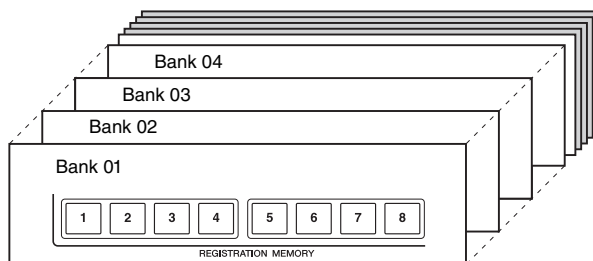 Bank 04
Bank 03
Bank 02
Bank 01
1 2 3 4 5 6 7 8
REGISTRATION MEMORY